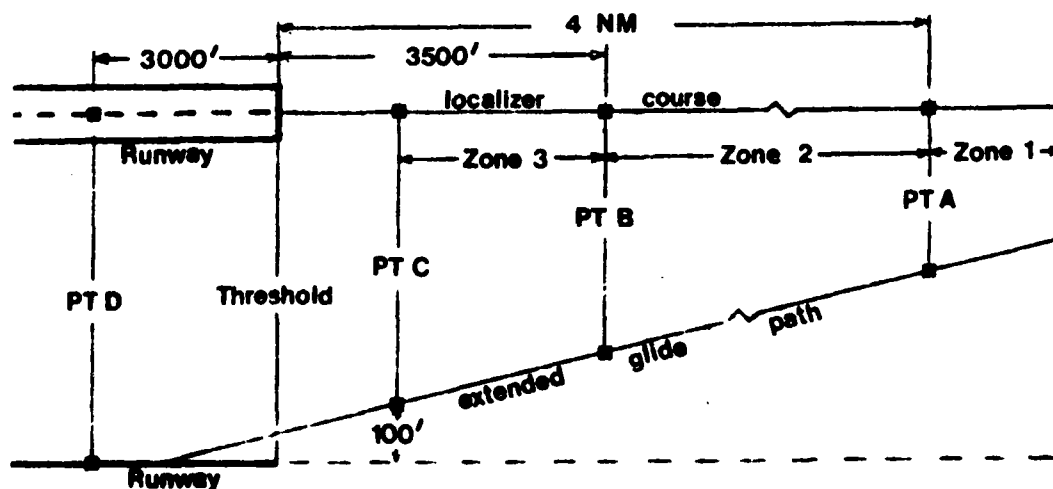 4 NM
3000′
3500′
localizer course
Runway
Zone 3
Zone 2
Zone 1
PT B
PT A
PT C
PT D
Threshold
path
glide
extended
100′
Runway